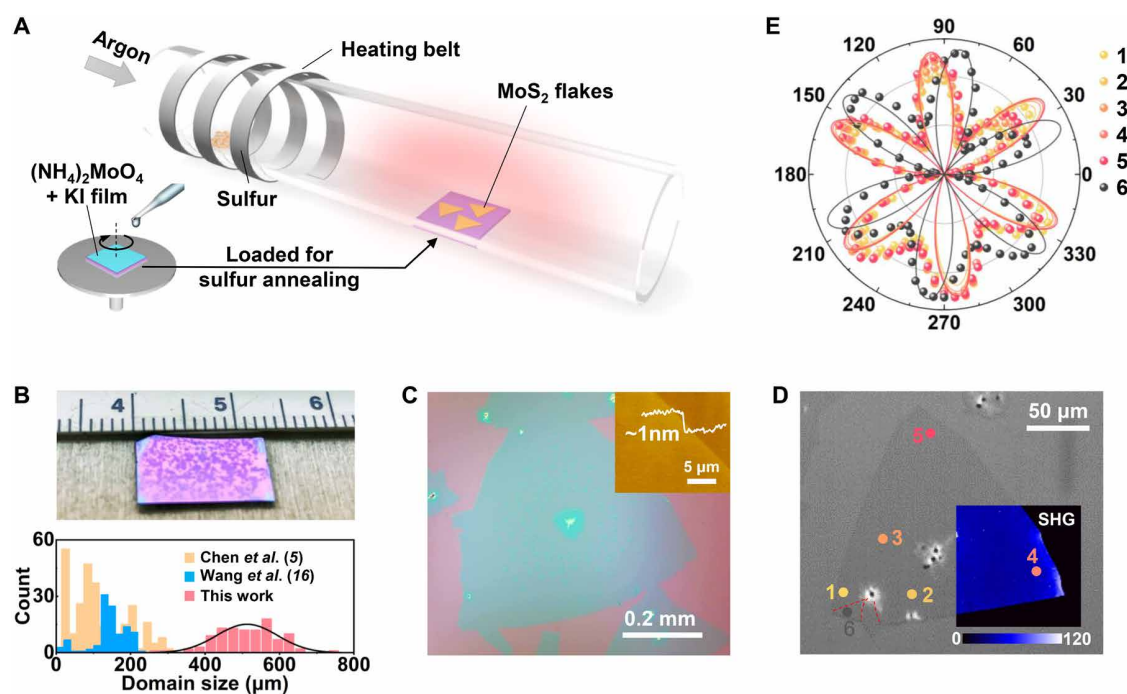 A
Argon
Heating belt
MoS₂ flakes
(NH₄)₂MoO₄
+ KI film
Sulfur
Loaded for
sulfur annealing
E
90
120
60
150
30
180
0
210
330
240
300
270
1
2
3
4
5
6
B
4
5
6
60
30
0
Count
Chen et al. (5)
Wang et al. (16)
This work
0
200
400
600
800
Domain size (µm)
C
~1nm
5 µm
0.2 mm
D
50 µm
5
3
SHG
4
1
2
6
0
120